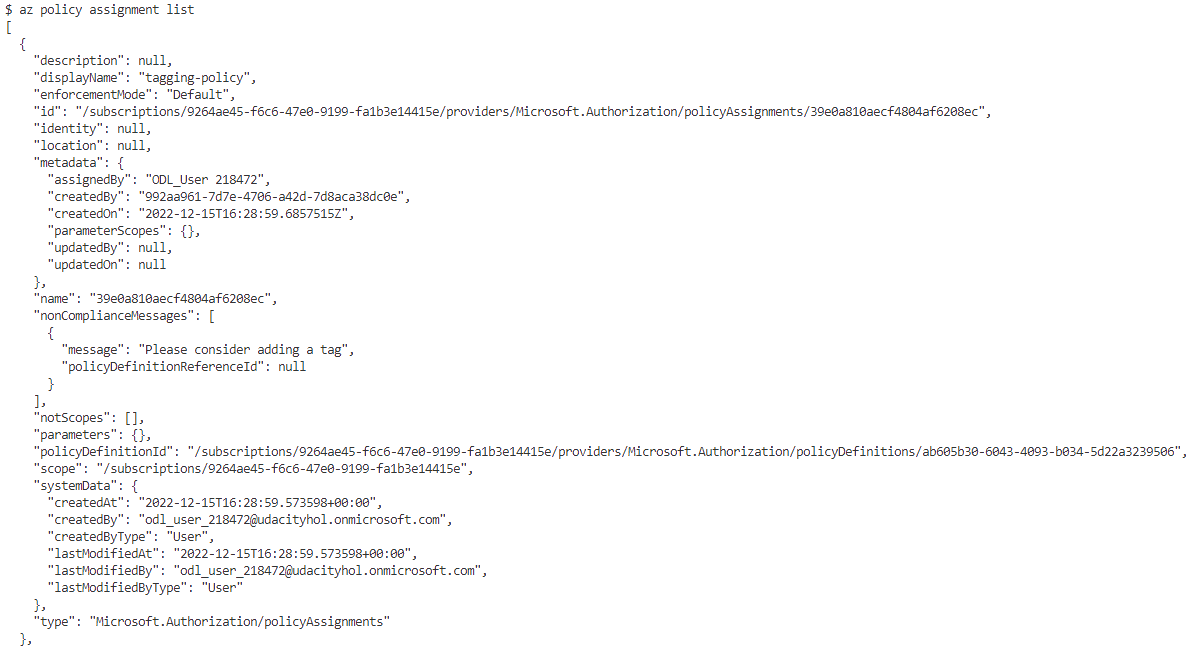 $ az policy assignment list
[
  {
    "description": null,
    "displayName": "tagging-policy",
    "enforcementMode": "Default",
    "id": "/subscriptions/9264ae45-f6c6-47e0-9199-fa1b3e14415e/providers/Microsoft.Authorization/policyAssignments/39e0a810aecf4804af6208ec",
    "identity": null,
    "location": null,
    "metadata": {
      "assignedBy": "ODL_User 218472",
      "createdBy": "992aa961-7d7e-4706-a42d-7d8aca38dc0e",
      "createdOn": "2022-12-15T16:28:59.6857515Z",
      "parameterScopes": {},
      "updatedBy": null,
      "updatedOn": null
    },
    "name": "39e0a810aecf4804af6208ec",
    "nonComplianceMessages": [
      {
        "message": "Please consider adding a tag",
        "policyDefinitionReferenceId": null
      }
    ],
    "notScopes": [],
    "parameters": {},
    "policyDefinitionId": "/subscriptions/9264ae45-f6c6-47e0-9199-fa1b3e14415e/providers/Microsoft.Authorization/policyDefinitions/ab605b30-6043-4093-b034-5d22a3239506",
    "scope": "/subscriptions/9264ae45-f6c6-47e0-9199-fa1b3e14415e",
    "systemData": {
      "createdAt": "2022-12-15T16:28:59.573598+00:00",
      "createdBy": "odl_user_218472@udacityhol.onmicrosoft.com",
      "createdByType": "User",
      "lastModifiedAt": "2022-12-15T16:28:59.573598+00:00",
      "lastModifiedBy": "odl_user_218472@udacityhol.onmicrosoft.com",
      "lastModifiedByType": "User"
    },
    "type": "Microsoft.Authorization/policyAssignments"
  },